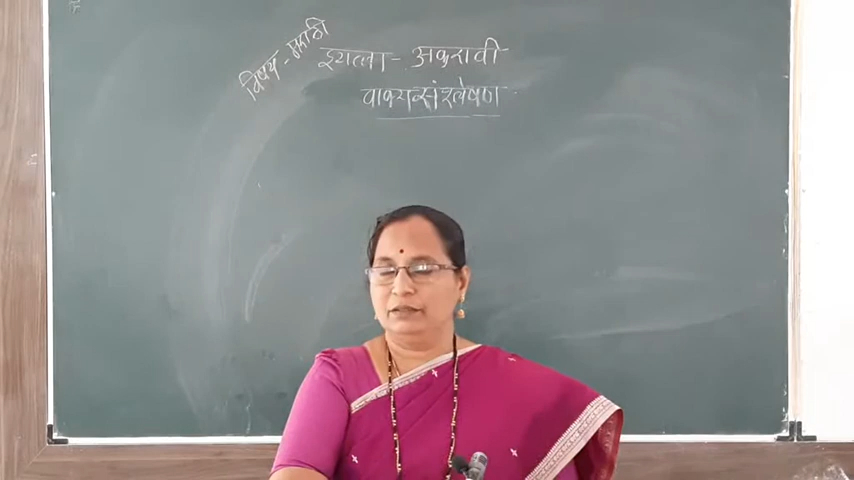 विषय - मराठी
इयत्ता - अकरावी
वाक्यसंश्लेषण